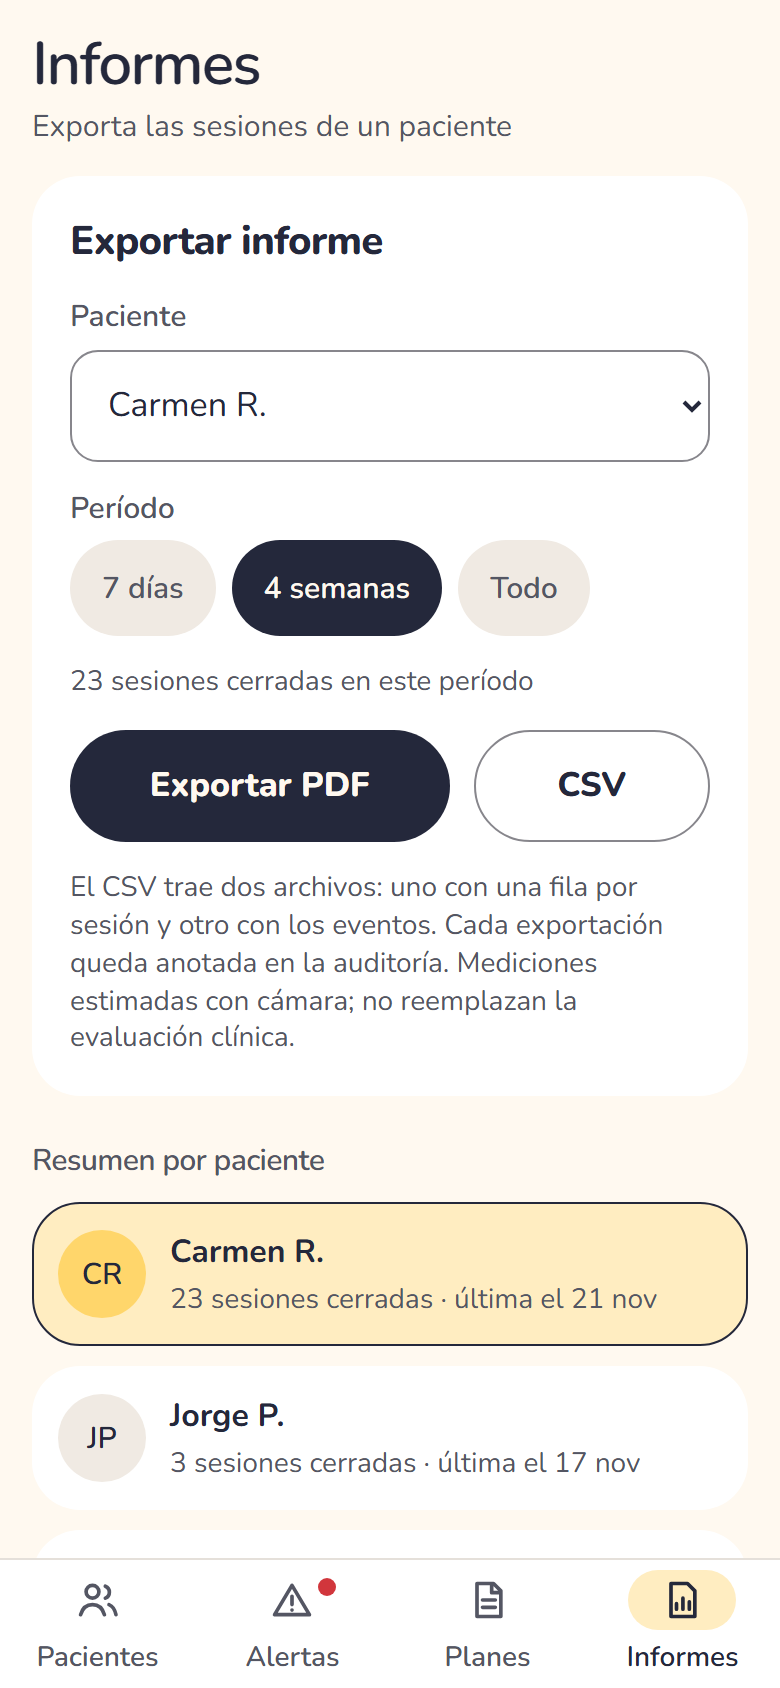 Informes
Exporta las sesiones de un paciente
Exportar informe
Paciente
Carmen R.
Período
7 días
4 semanas
Todo
23 sesiones cerradas en este período
Exportar PDF
CSV
El CSV trae dos archivos: uno con una fila por
sesión y otro con los eventos. Cada exportación
queda anotada en la auditoría. Mediciones
estimadas con cámara; no reemplazan la
evaluación clínica.
Resumen por paciente
CR
Carmen R.
23 sesiones cerradas · última el 21 nov
JP
Jorge P.
3 sesiones cerradas · última el 17 nov
Pacientes
Alertas
Planes
Informes